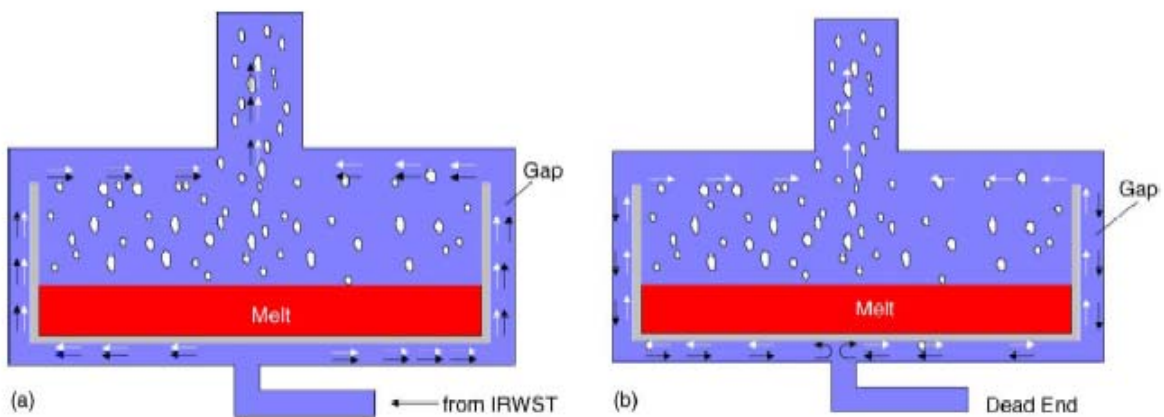 Gap
Melt
(a)
from IRWST
Gap
Melt
(b)
Dead End